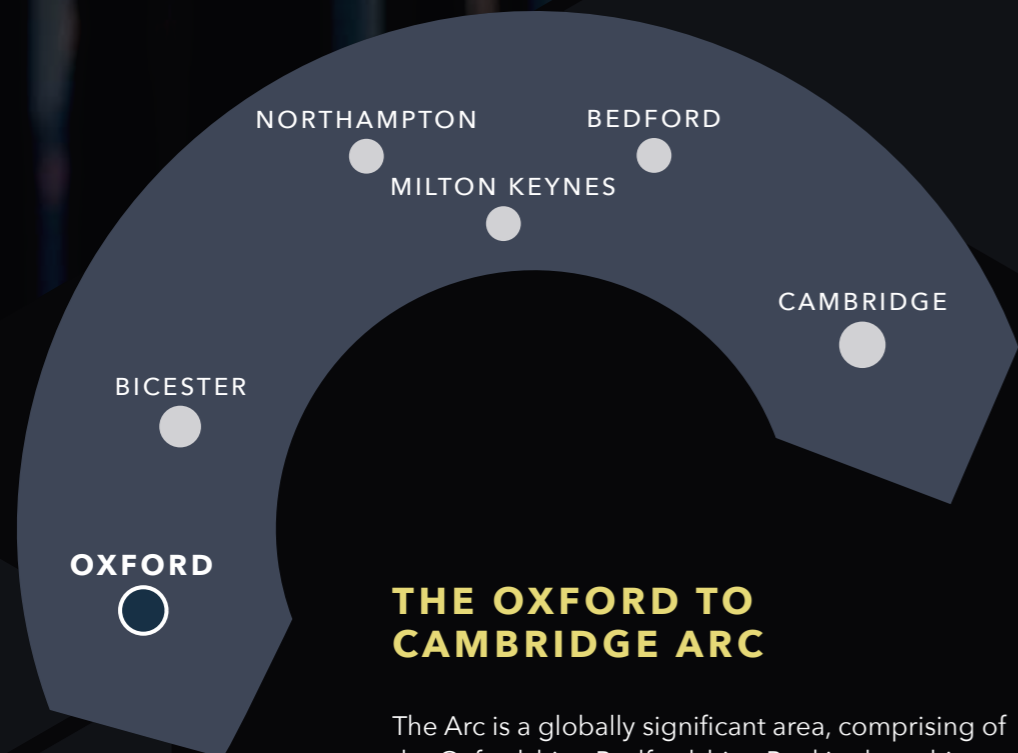 NORTHAMPTON
BEDFORD
MILTON KEYNES
CAMBRIDGE
BICESTER
OXFORD
THE OXFORD TO
CAMBRIDGE ARC
The Arc is a globally significant area, comprising of